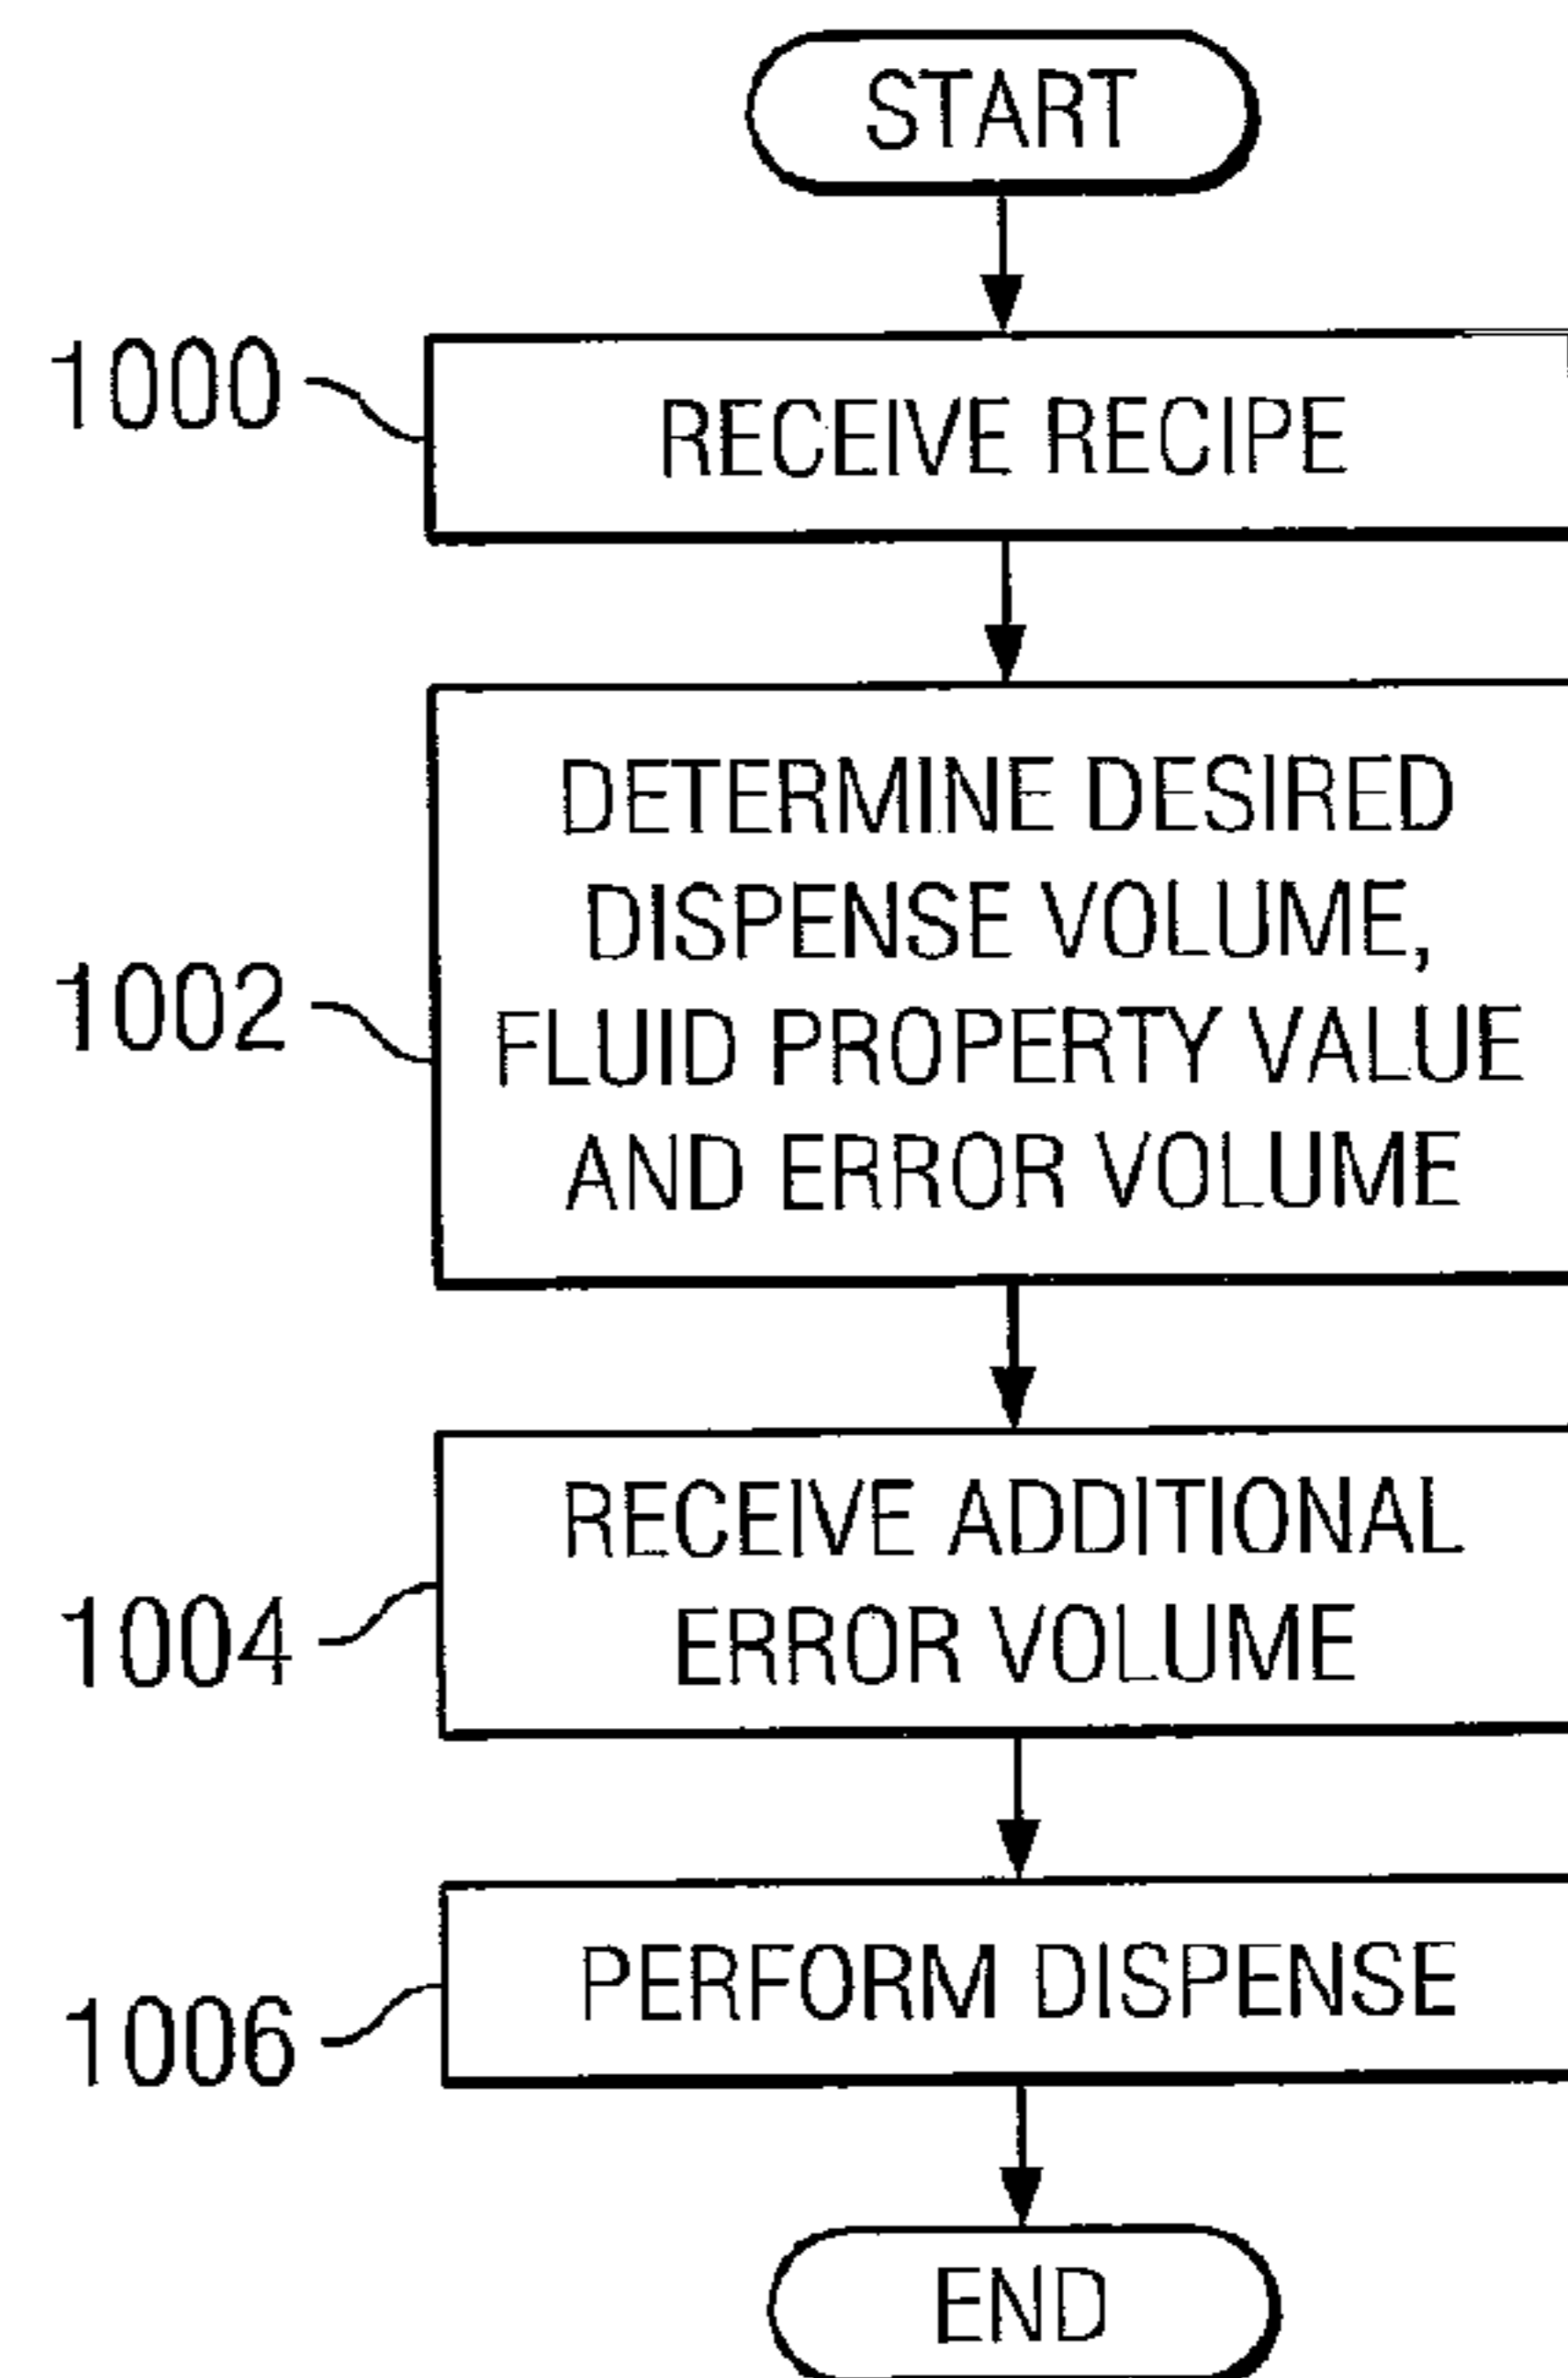 START
1000
RECEIVE RECIPE
1002
DETERMINE DESIRED
DISPENSE VOLUME,
FLUID PROPERTY VALUE
AND ERROR VOLUME
1004
RECEIVE ADDITIONAL
ERROR VOLUME
1006
PERFORM DISPENSE
END